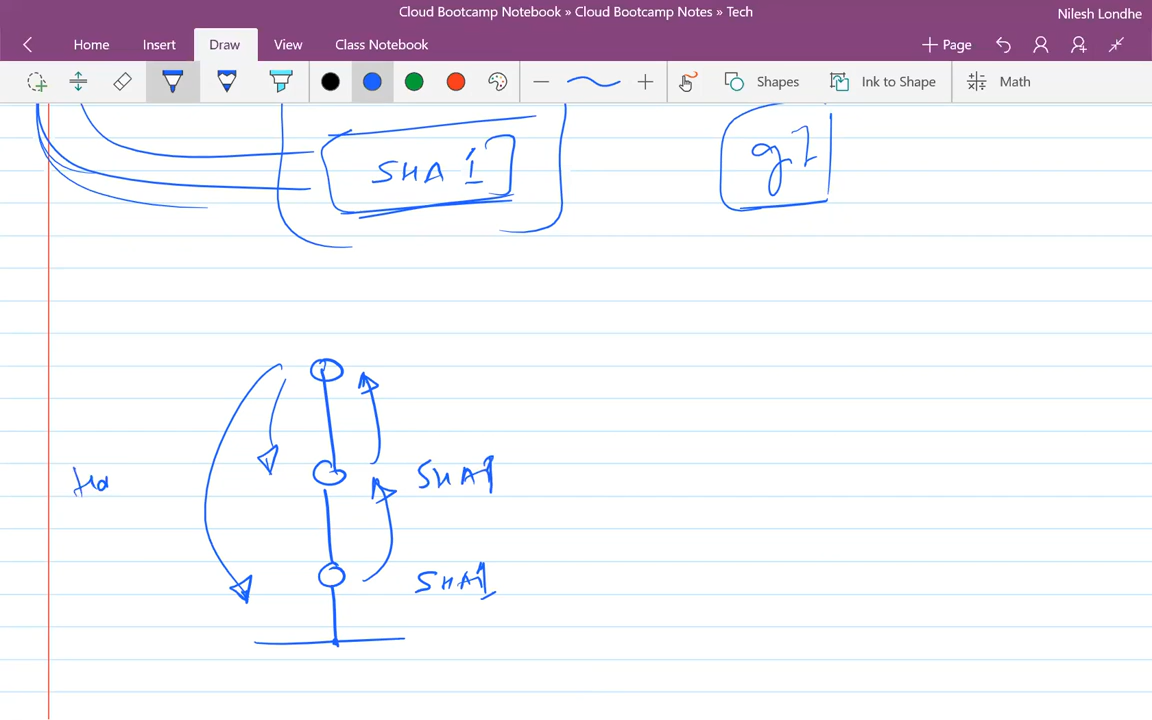 Cloud Bootcamp Notebook » Cloud Bootcamp Notes » Tech
Nilesh Londhe
Home Insert Draw View Class Notebook Page
Shapes Ink to Shape Math
SHA 1
SHA1
Ha
SHA1